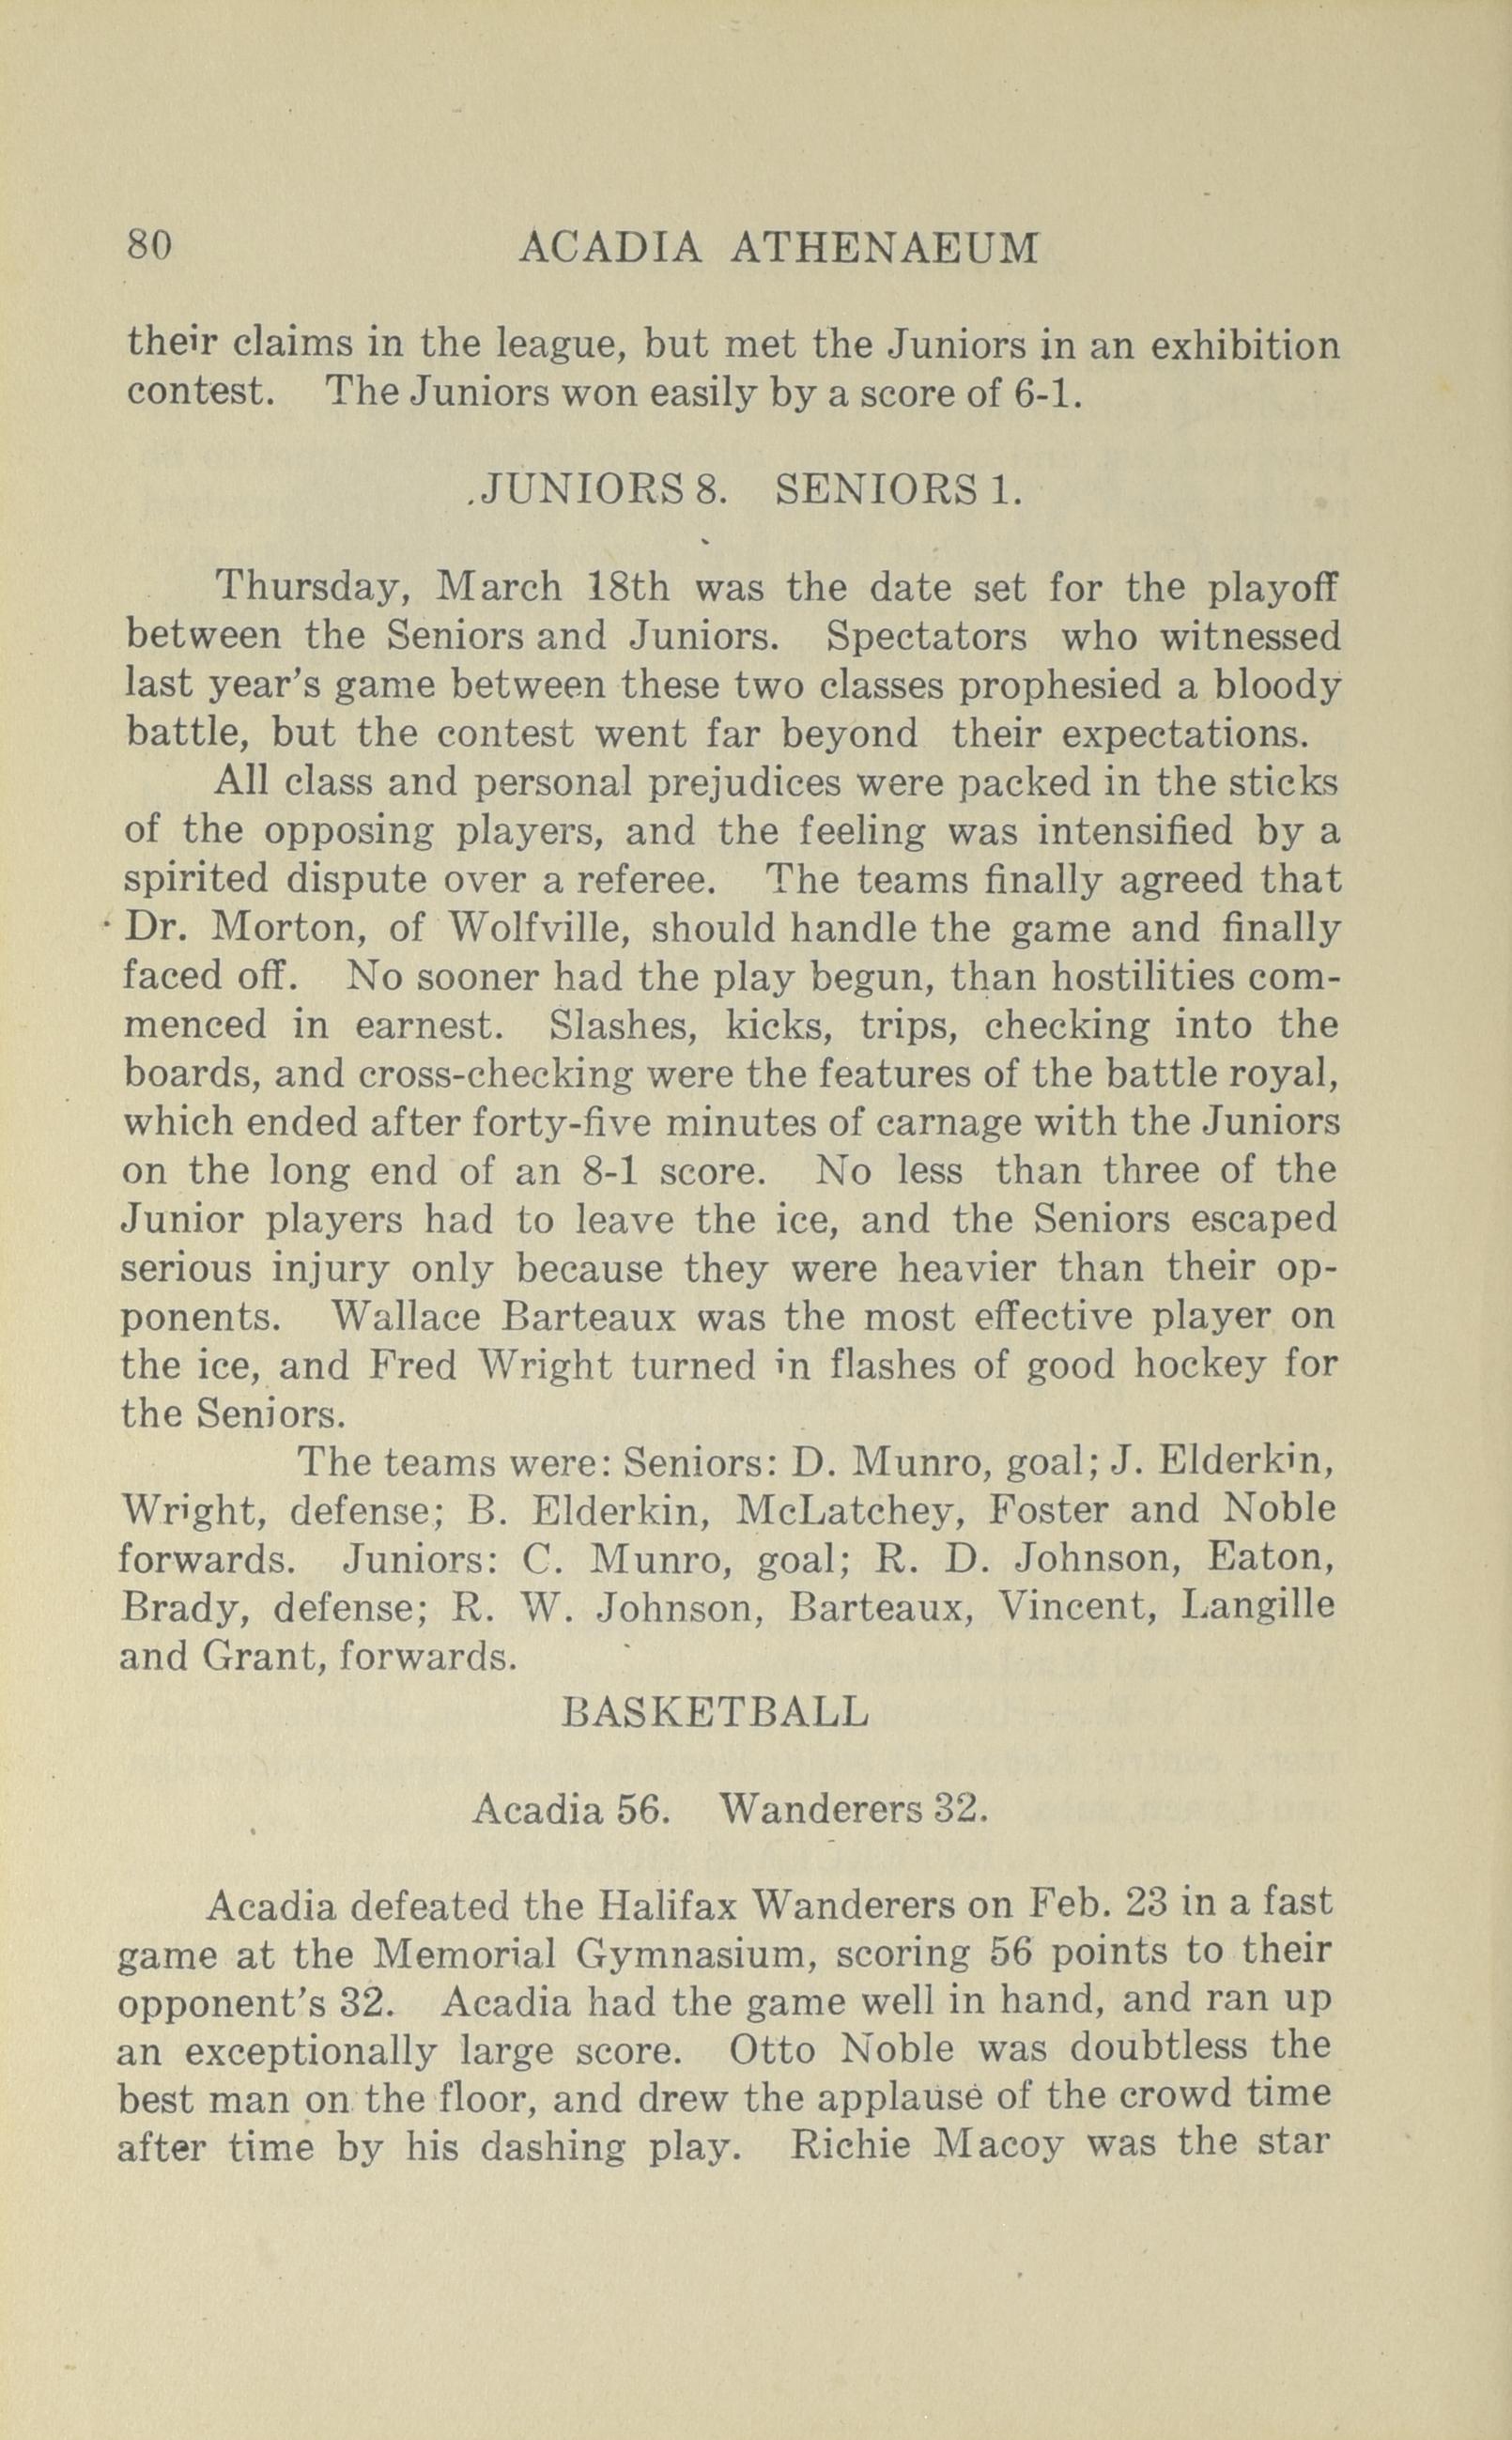 80 ACADIA ATHENAEUM
their claims in the league, but met the Juniors in an exhibition
contest. The Juniors won easily by a score of 6-1.
.JUNIORS 8. SENIORS 1.
Thursday, March 18th was the date set for the playoff
between the Seniors and Juniors. Spectators who witnessed
last year's game between these two classes prophesied a bloody
battle, but the contest went far beyond their expectations.
All class and personal prejudices were packed in the sticks
of the opposing players, and the feeling was intensified by a
spirited dispute over a referee. The teams finally agreed that
Dr. Morton, of Wolfville, should handle the game and finally
faced off. No sooner had the play begun, than hostilities com-
menced in earnest. Slashes, kicks, trips, checking into the
boards, and cross-checking were the features of the battle royal,
which ended after forty-five minutes of carnage with the Juniors
on the long end of an 8-1 score. No less than three of the
Junior players had to leave the ice, and the Seniors escaped
serious injury only because they were heavier than their op-
ponents. Wallace Barteaux was the most effective player on
the ice, and Fred Wright turned in flashes of good hockey for
the Seniors.
The teams were: Seniors: D. Munro, goal; J. Elderkin,
Wright, defense; B. Elderkin, McLatchey, Foster and Noble
forwards. Juniors: C. Munro, goal; R. D. Johnson, Eaton,
Brady, defense; R. W. Johnson, Barteaux, Vincent, Langille
and Grant, forwards.
BASKETBALL
Acadia 56. Wanderers 32.
Acadia defeated the Halifax Wanderers on Feb. 23 in a fast
game at the Memorial Gymnasium, scoring 56 points to their
opponent's 32. Acadia had the game well in hand, and ran up
an exceptionally large score. Otto Noble was doubtless the
best man on the floor, and drew the applause of the crowd time
after time by his dashing play. Richie Macoy was the star